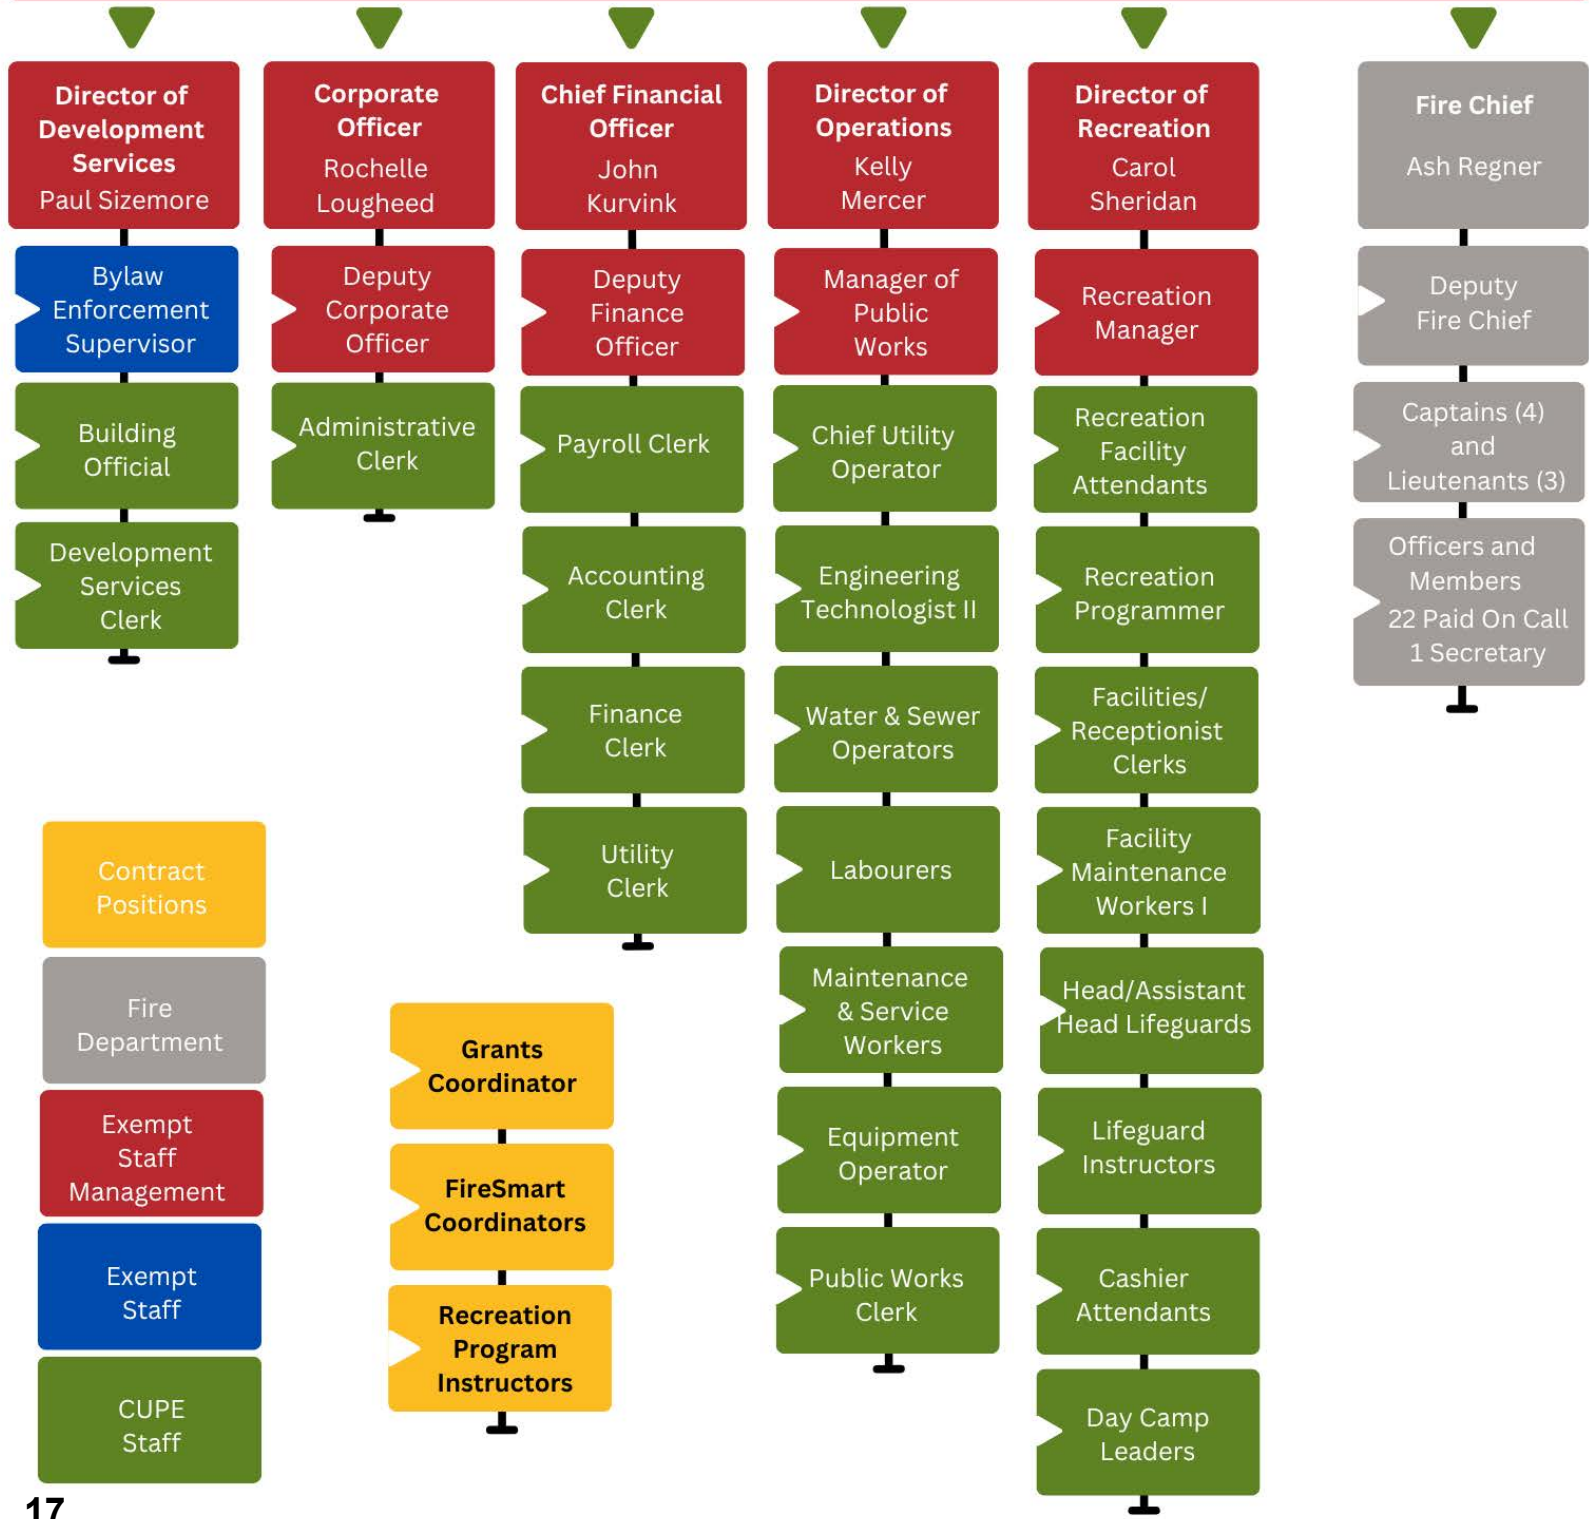 Director of
Development
Services
Paul Sizemore
Bylaw
Enforcement
Supervisor
Building
Official
Development
Services
Clerk
Corporate
Officer
Rochelle
Lougheed
Deputy
Corporate
Officer
Administrative
Clerk
Chief Financial
Officer
John
Kurvink
Deputy
Finance
Officer
Payroll Clerk
Accounting
Clerk
Finance
Clerk
Utility
Clerk
Director of
Operations
Kelly
Mercer
Manager of
Public
Works
Chief Utility
Operator
Engineering
Technologist II
Water & Sewer
Operators
Labourers
Maintenance
& Service
Workers
Equipment
Operator
Public Works
Clerk
Director of
Recreation
Carol
Sheridan
Recreation
Manager
Recreation
Facility
Attendants
Recreation
Programmer
Facilities/
Receptionist
Clerks
Facility
Maintenance
Workers I
Head/Assistant
Head Lifeguards
Lifeguard
Instructors
Cashier
Attendants
Day Camp
Leaders
Fire Chief
Ash Regner
Deputy
Fire Chief
Captains (4)
and
Lieutenants (3)
Officers and
Members
22 Paid On Call
1 Secretary
Contract
Positions
Fire
Department
Exempt
Staff
Management
Exempt
Staff
CUPE
Staff
Grants
Coordinator
FireSmart
Coordinators
Recreation
Program
Instructors
17